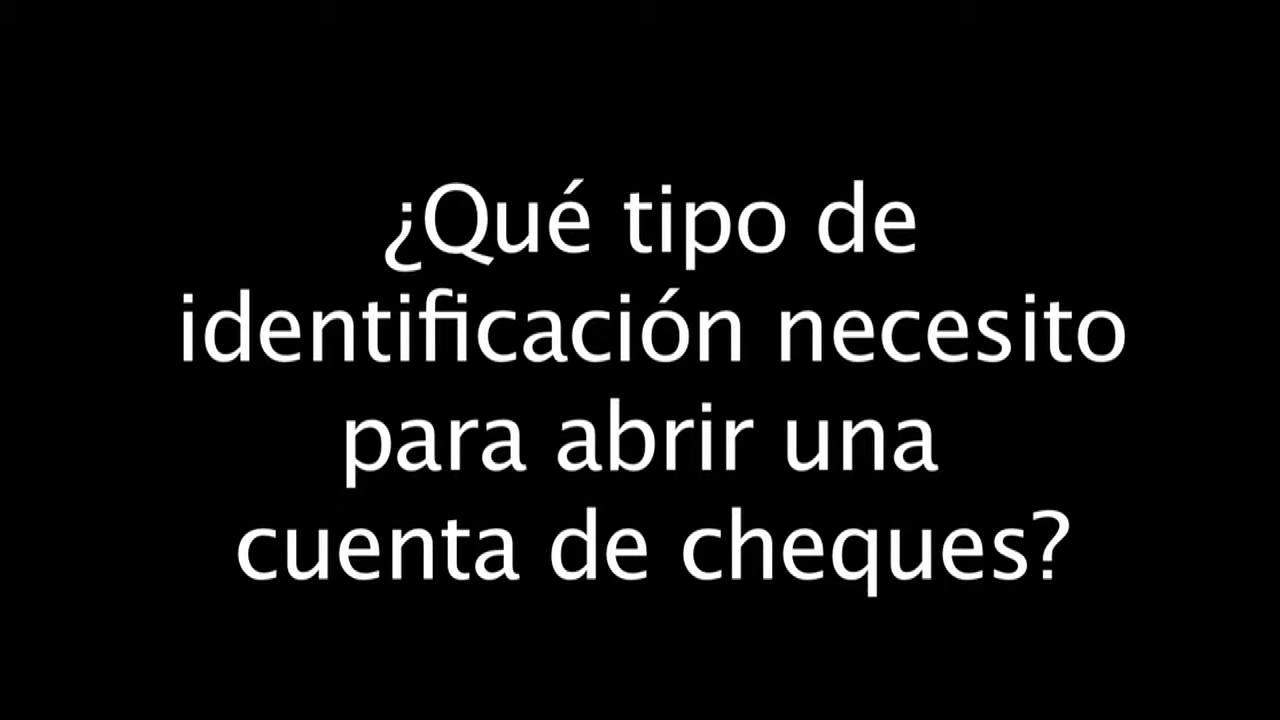 ¿Qué tipo de
identificación necesito
para abrir una
cuenta de cheques?